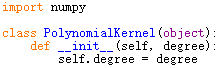 import numpy
class PolynomialKernel(object):
def __init__(self, degree):
self.degree = degree